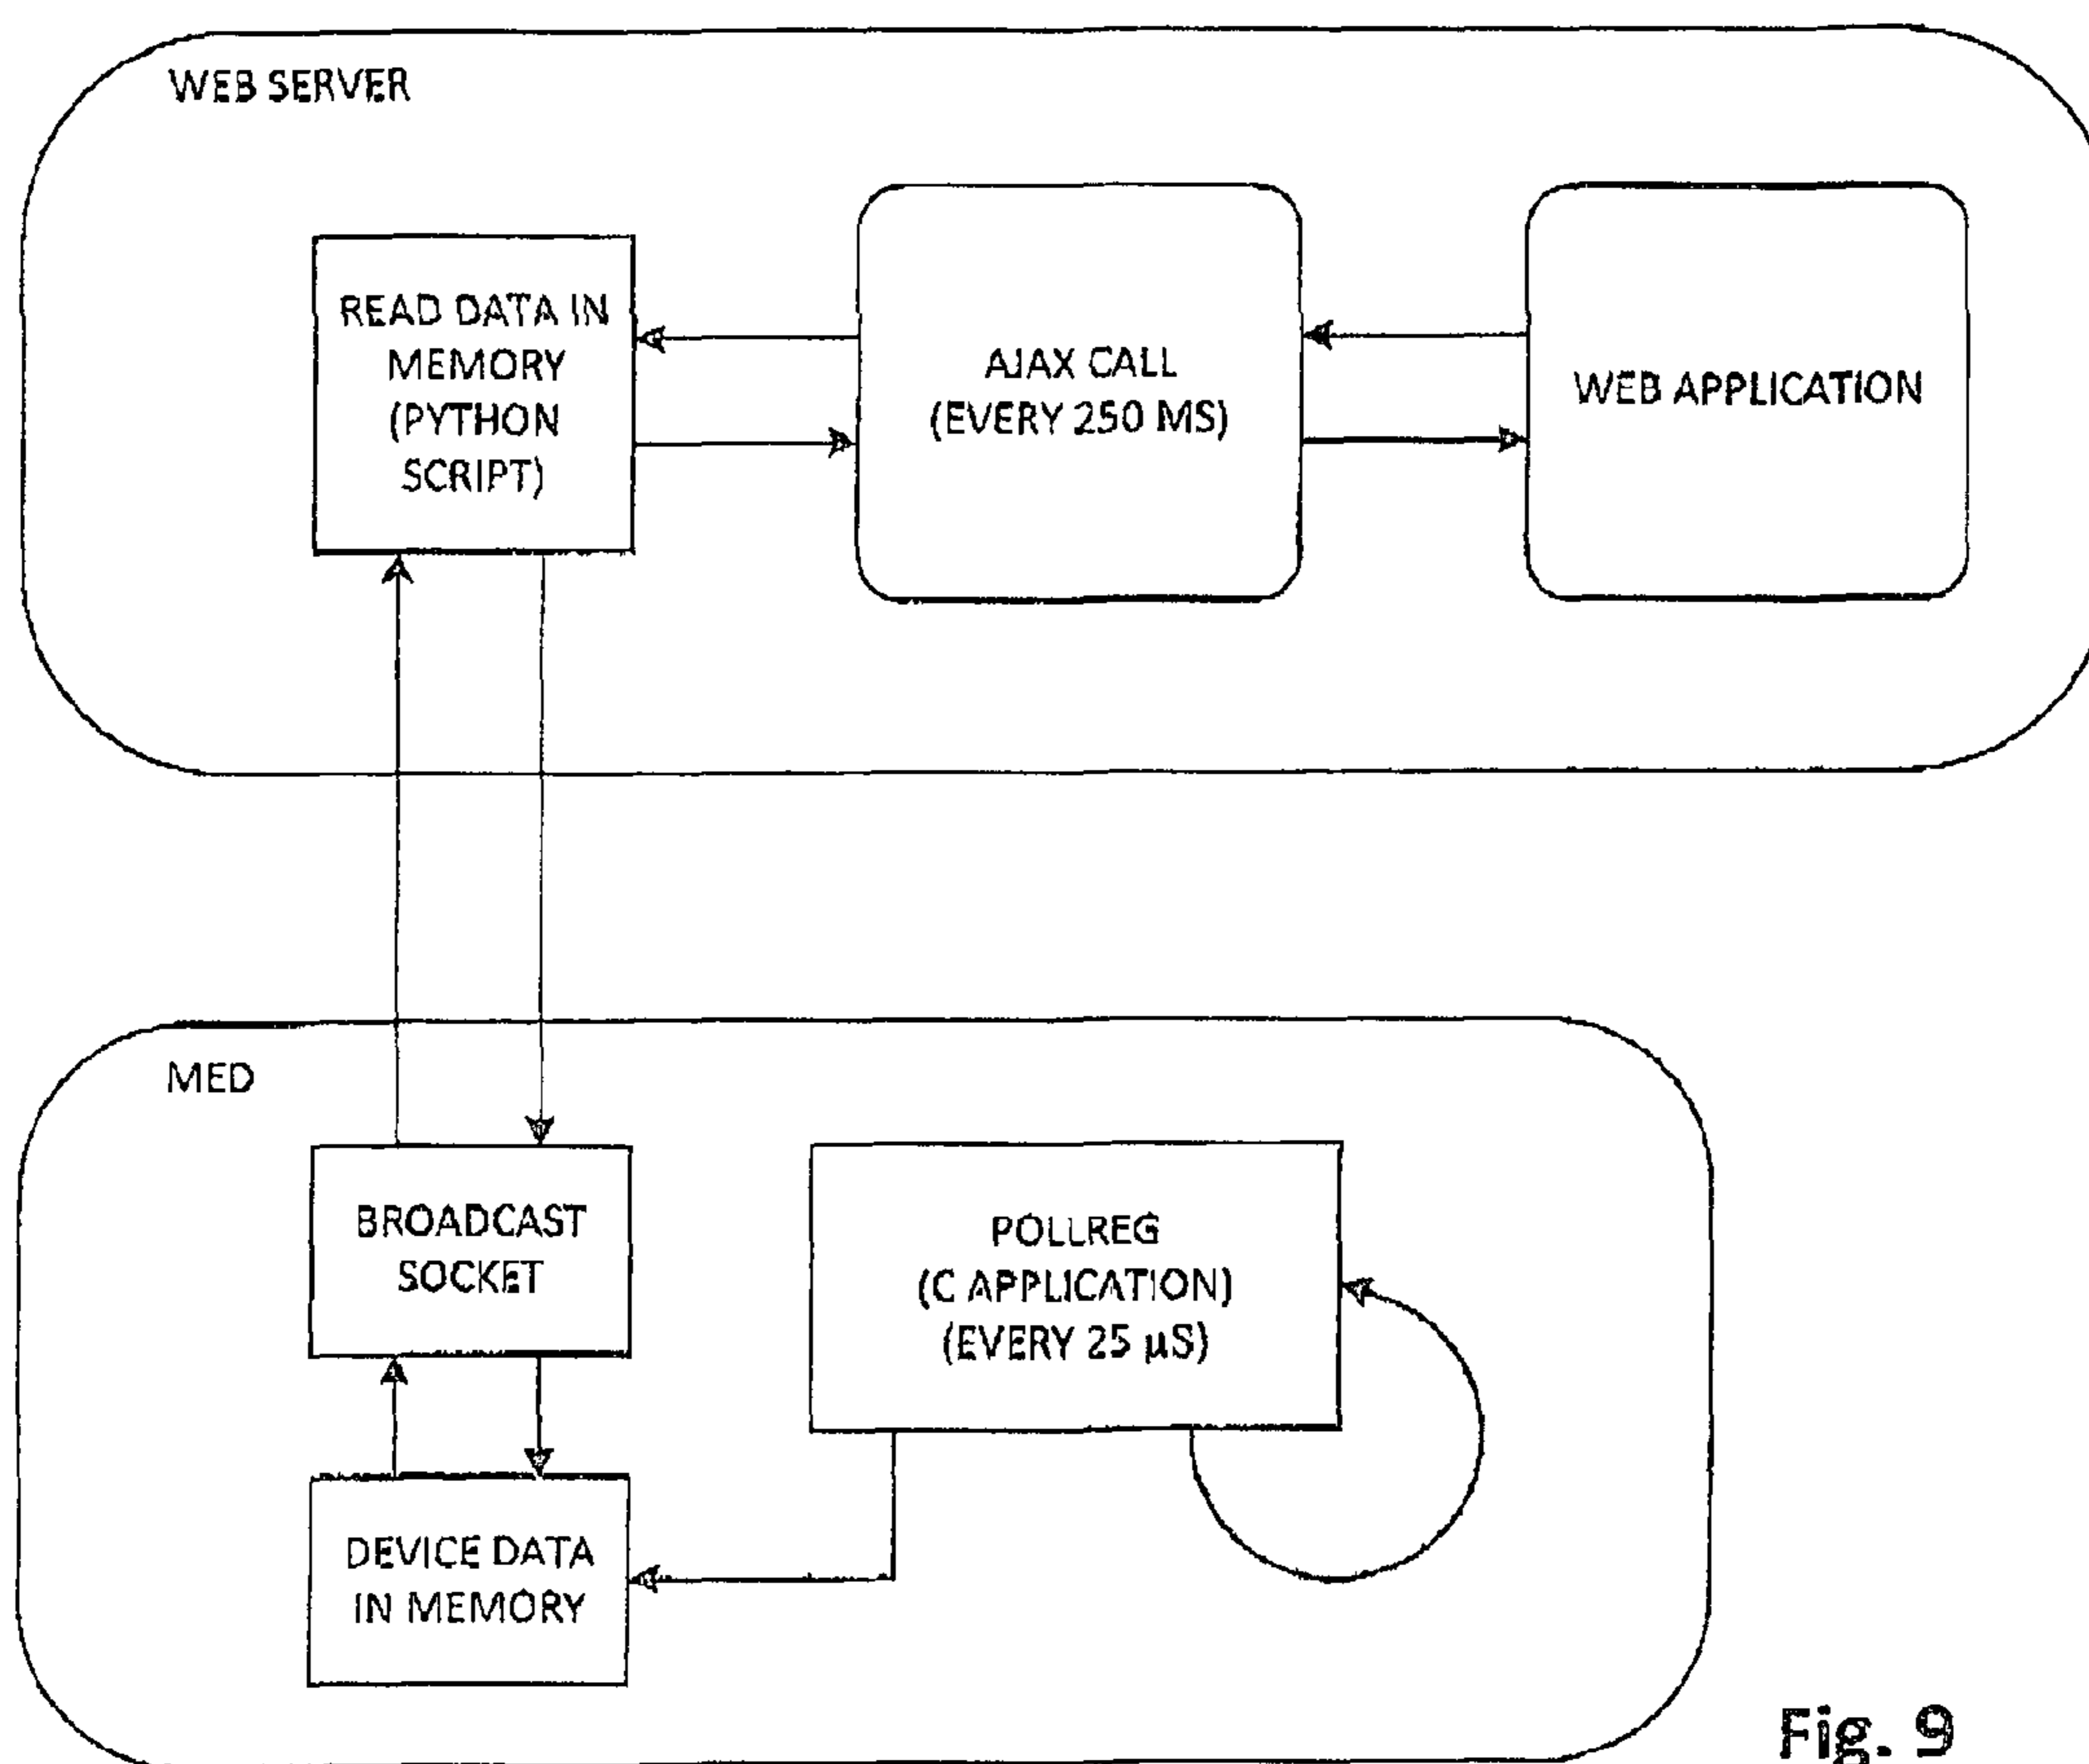 WEB SERVER
READ DATA IN
MEMORY
(PYTHON
SCRIPT)
AJAX CALL
(EVERY 250 MS)
WEB APPLICATION
MED
BROADCAST
SOCKET
POLLREG
(C APPLICATION)
(EVERY 25 µS)
DEVICE DATA
IN MEMORY
Fig. 9